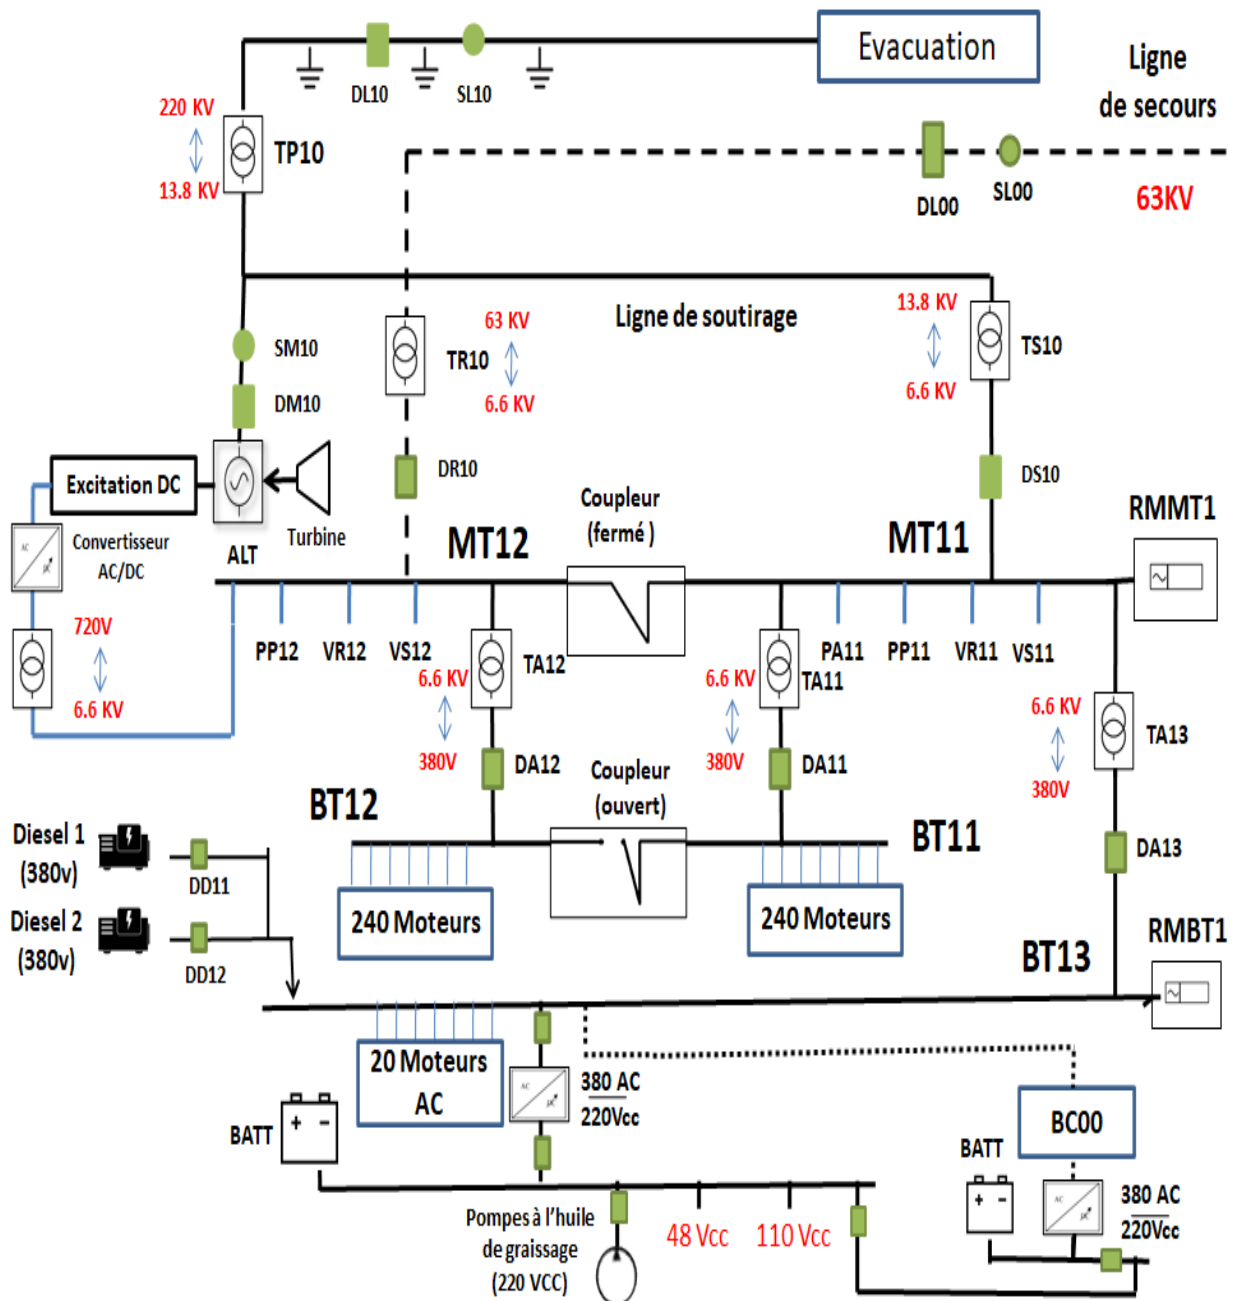 Evacuation
Ligne
de secours
DL10
SL10
220 KV
13.8 KV
TP10
DL00
SL00
63KV
Ligne de soutirage
13.8 KV
6.6 KV
TS10
63 KV
6.6 KV
TR10
SM10
DM10
DR10
DS10
Excitation DC
Turbine
ALT
Convertisseur
AC/DC
AC
DC
Coupleur
(fermé )
MT12
MT11
RMMT1
720V
6.6 KV
PP12
VR12
VS12
TA12
6.6 KV
380V
DA12
PA11
PP11
VR11
VS11
TA11
6.6 KV
380V
DA11
6.6 KV
380V
TA13
DA13
Coupleur
(ouvert)
BT12
BT11
240 Moteurs
240 Moteurs
Diesel 1
(380v)
DD11
Diesel 2
(380v)
DD12
BT13
RMBT1
20 Moteurs
AC
AC
DC
380 AC
220Vcc
BATT
+ −
BC00
BATT
+ −
AC
DC
380 AC
220Vcc
Pompes à l'huile
de graissage
(220 VCC)
48 Vcc
110 Vcc